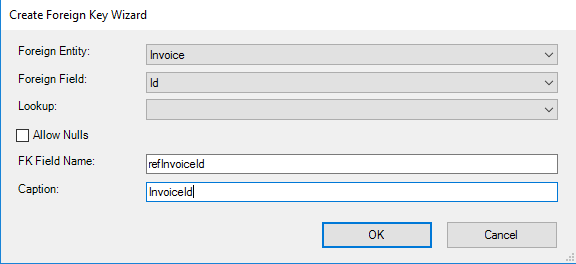 Create Foreign Key Wizard
Foreign Entity: Invoice
Foreign Field: Id
Lookup:
Allow Nulls
FK Field Name: refInvoiceId
Caption: InvoiceId
OK Cancel